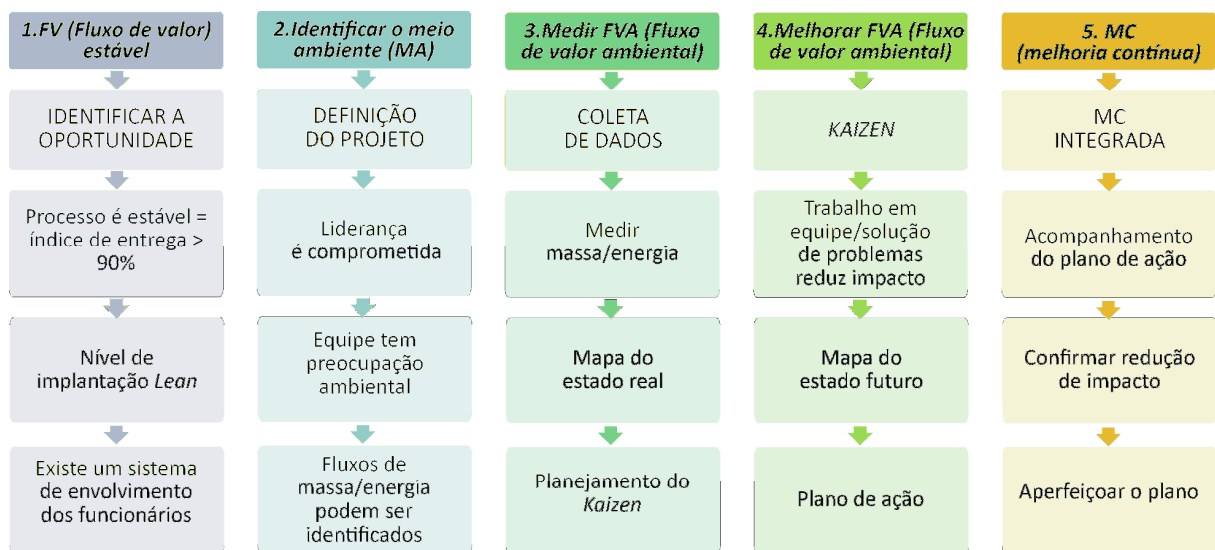 1.FV (Fluxo de valor)
estável
IDENTIFICAR A
OPORTUNIDADE
Processo é estável =
índice de entrega >
90%
Nível de
implantação Lean
Existe um sistema
de envolvimento
dos funcionários
2.Identificar o meio
ambiente (MA)
DEFINIÇÃO
DO PROJETO
Liderança
é comprometida
Equipe tem
preocupação
ambiental
Fluxos de
massa/energia
podem ser
identificados
3.Medir FVA (Fluxo
de valor ambiental)
COLETA
DE DADOS
Medir
massa/energia
Mapa do
estado real
Planejamento do
Kaizen
4.Melhorar FVA (Fluxo
de valor ambiental)
KAIZEN
Trabalho em
equipe/solução
de problemas
reduz impacto
Mapa do
estado futuro
Plano de ação
5. MC
(melhoria contínua)
MC
INTEGRADA
Acompanhamento
do plano de ação
Confirmar redução
de impacto
Aperfeiçoar o plano